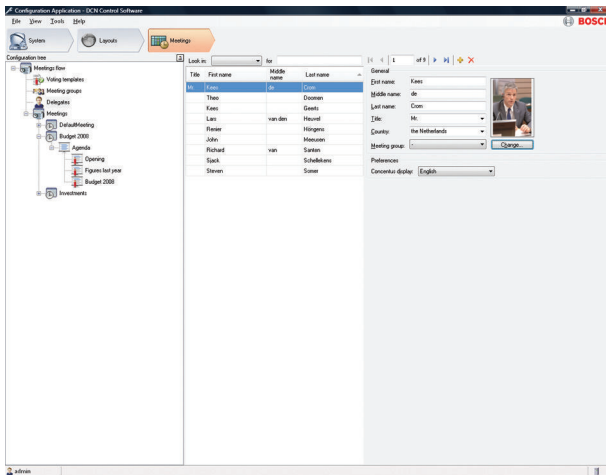 Configuration Application - DCN Control Software
File View Tools Help
BOSCH
System Layouts Meetings
Configuration tree
Meetings flow
Voting templates
Meeting groups
Delegates
Meetings
DefaultMeeting
Budget 2009
Agenda
Opening
Figures last year
Budget 2008
Investments
Look in: for
Title First name Middle name Last name
Mr. Kees de Crom
Theo Doomen
Kees Geerts
Lars van den Heuvel
Renier Höngens
John Meeusen
Richard van Santen
Sjack Schellekens
Steven Somer
1 of 9
General
First name: Kees
Middle name: de
Last name: Crom
Title: Mr.
Country: the Netherlands
Meeting group: -
Change...
Preferences
Concentus display: English
admin